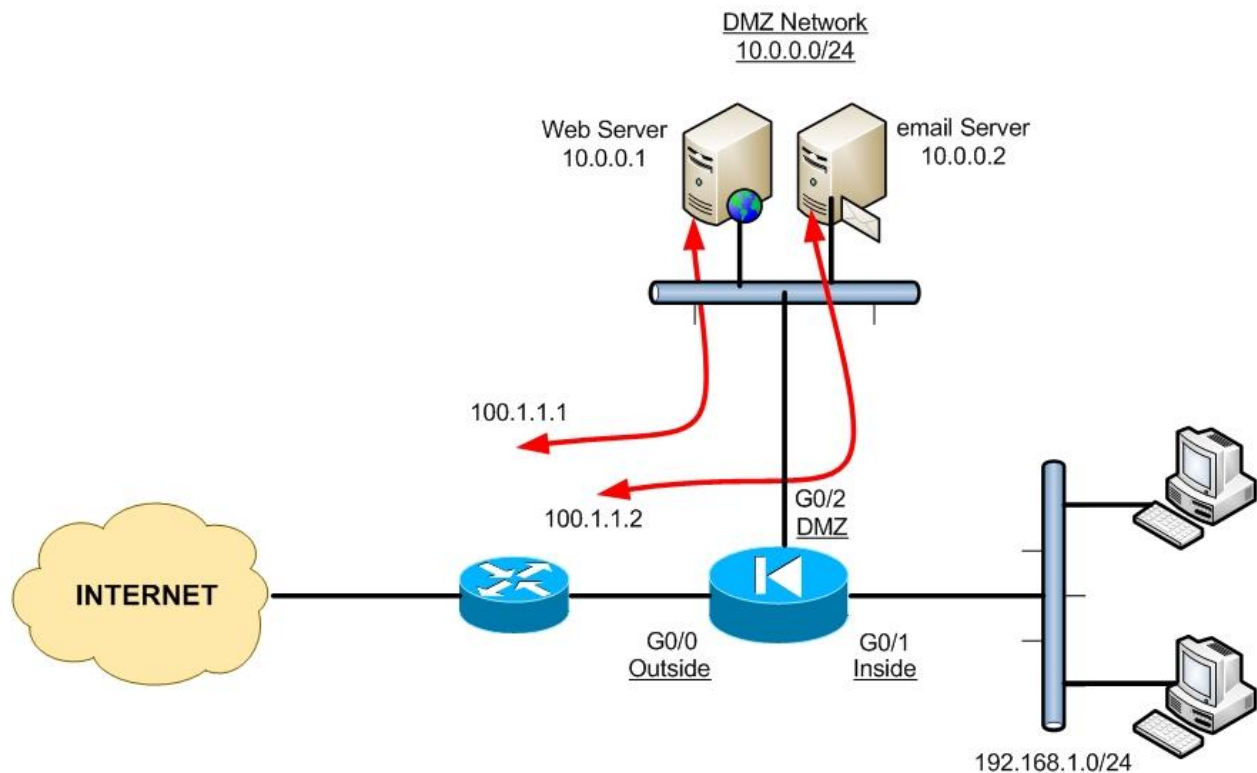 DMZ Network
10.0.0.0/24
Web Server
10.0.0.1
email Server
10.0.0.2
100.1.1.1
100.1.1.2
G0/2
DMZ
INTERNET
G0/0
Outside
G0/1
Inside
192.168.1.0/24